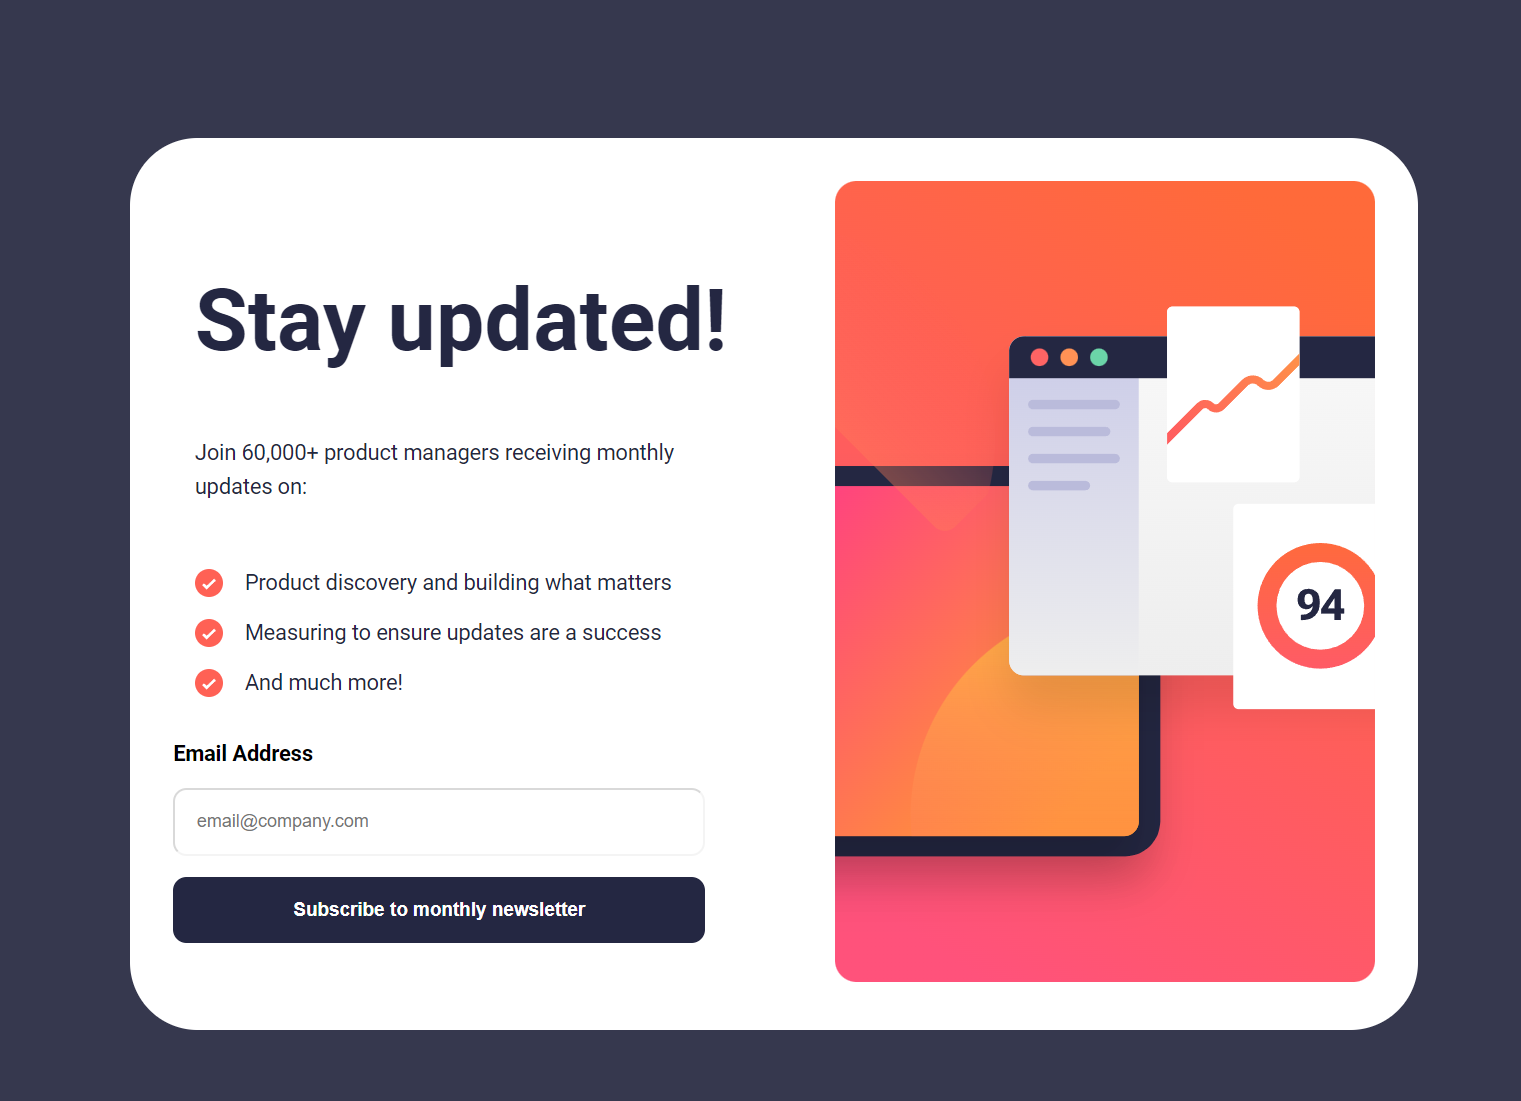 Stay updated!
Join 60,000+ product managers receiving monthly
updates on:
Product discovery and building what matters
Measuring to ensure updates are a success
And much more!
Email Address
email@company.com
Subscribe to monthly newsletter
94